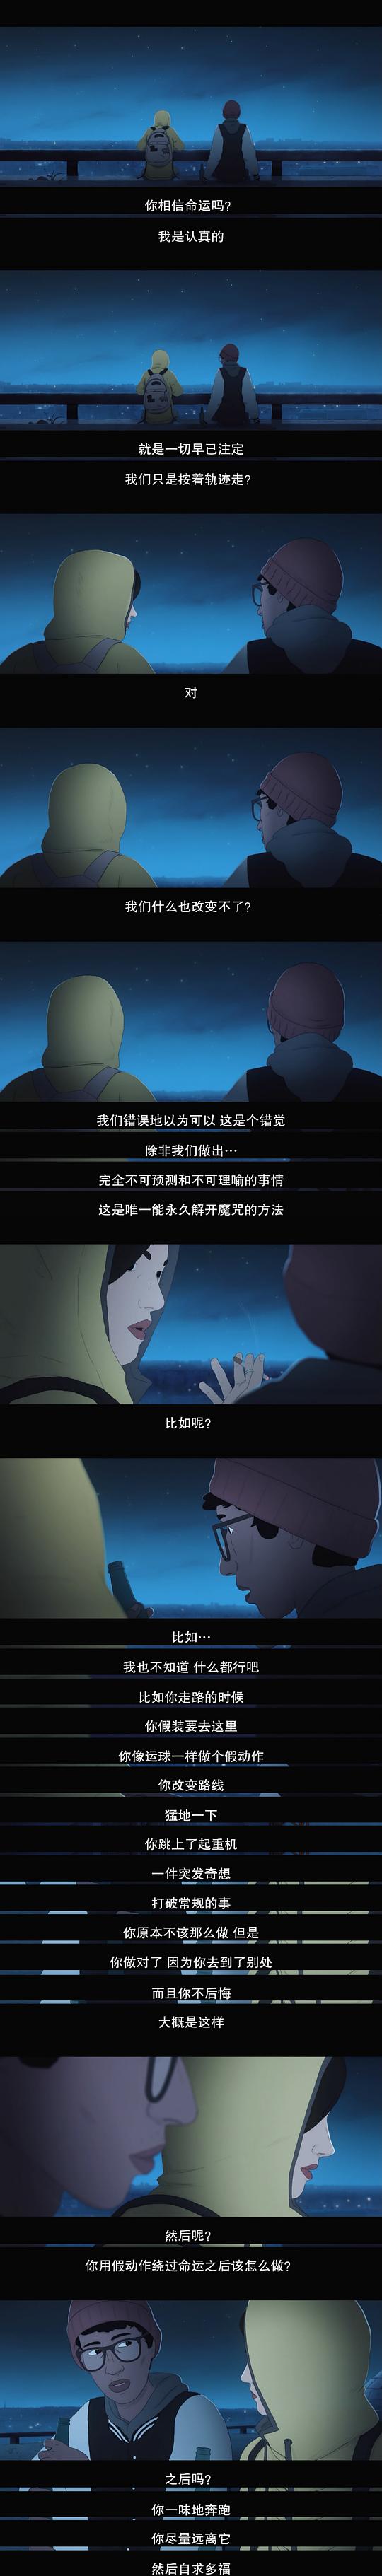 你相信命运吗?
我是认真的
就是一切早已注定
我们只是按着轨迹走?
对
我们什么也改变不了?
我们错误地以为可以 这是个错觉
除非我们做出…
完全不可预测和不可理喻的事情
这是唯一能永久解开魔咒的方法
比如呢?
比如…
我也不知道 什么都行吧
比如你走路的时候
你假装要去这里
你像运球一样做个假动作
你改变路线
猛地一下
你跳上了起重机
一件突发奇想
打破常规的事
你原本不该那么做 但是
你做对了 因为你去到了别处
而且你不后悔
大概是这样
然后呢?
你用假动作绕过命运之后该怎么做?
之后吗?
你一味地奔跑
你尽量远离它
然后自求多福